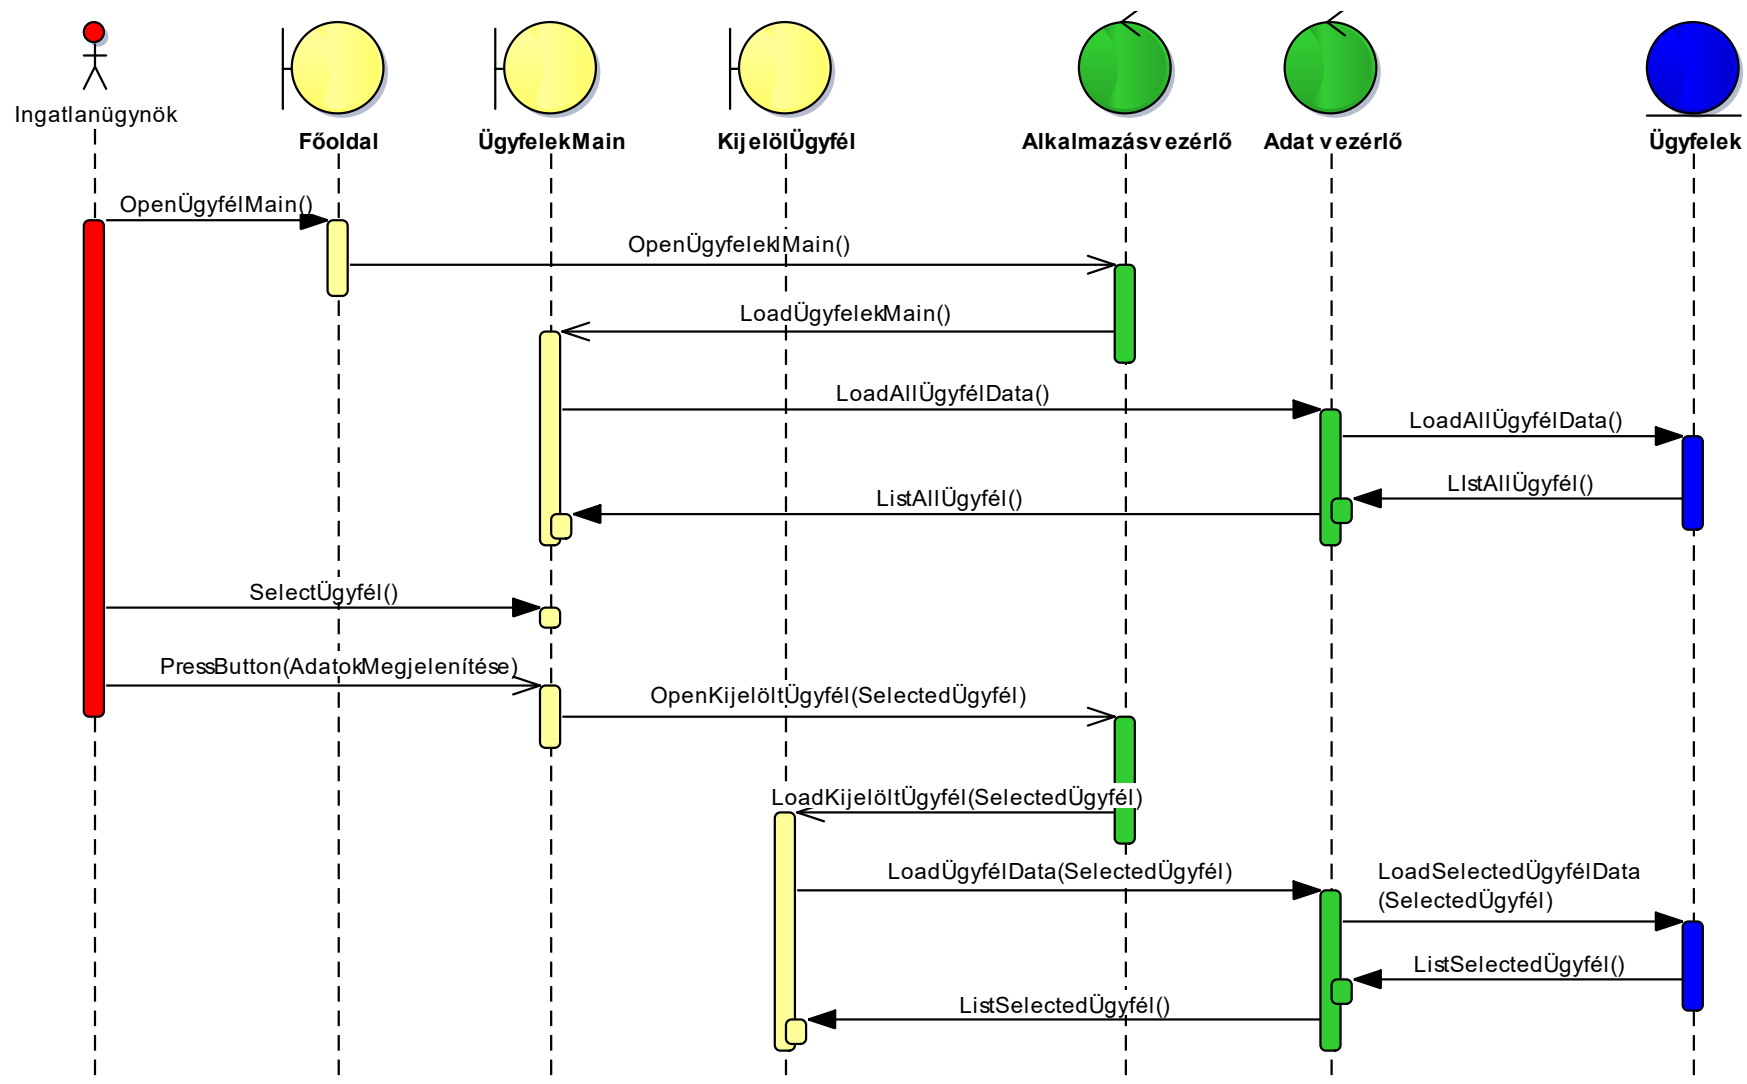 Ingatlanügynök
Főoldal
ÜgyfelekMain
KijelölÜgyfél
Alkalmazásvezérlő
Adat vezérlő
Ügyfelek
OpenÜgyfélMain()
OpenÜgyfelekMain()
LoadÜgyfelekMain()
LoadAllÜgyfélData()
LoadAllÜgyfélData()
LIstAllÜgyfél()
ListAllÜgyfél()
SelectÜgyfél()
PressButton(AdatokMegjelenítése)
OpenKijelöltÜgyfél(SelectedÜgyfél)
LoadKijelöltÜgyfél(SelectedÜgyfél)
LoadÜgyfélData(SelectedÜgyfél)
LoadSelectedÜgyfélData
(SelectedÜgyfél)
ListSelectedÜgyfél()
ListSelectedÜgyfél()